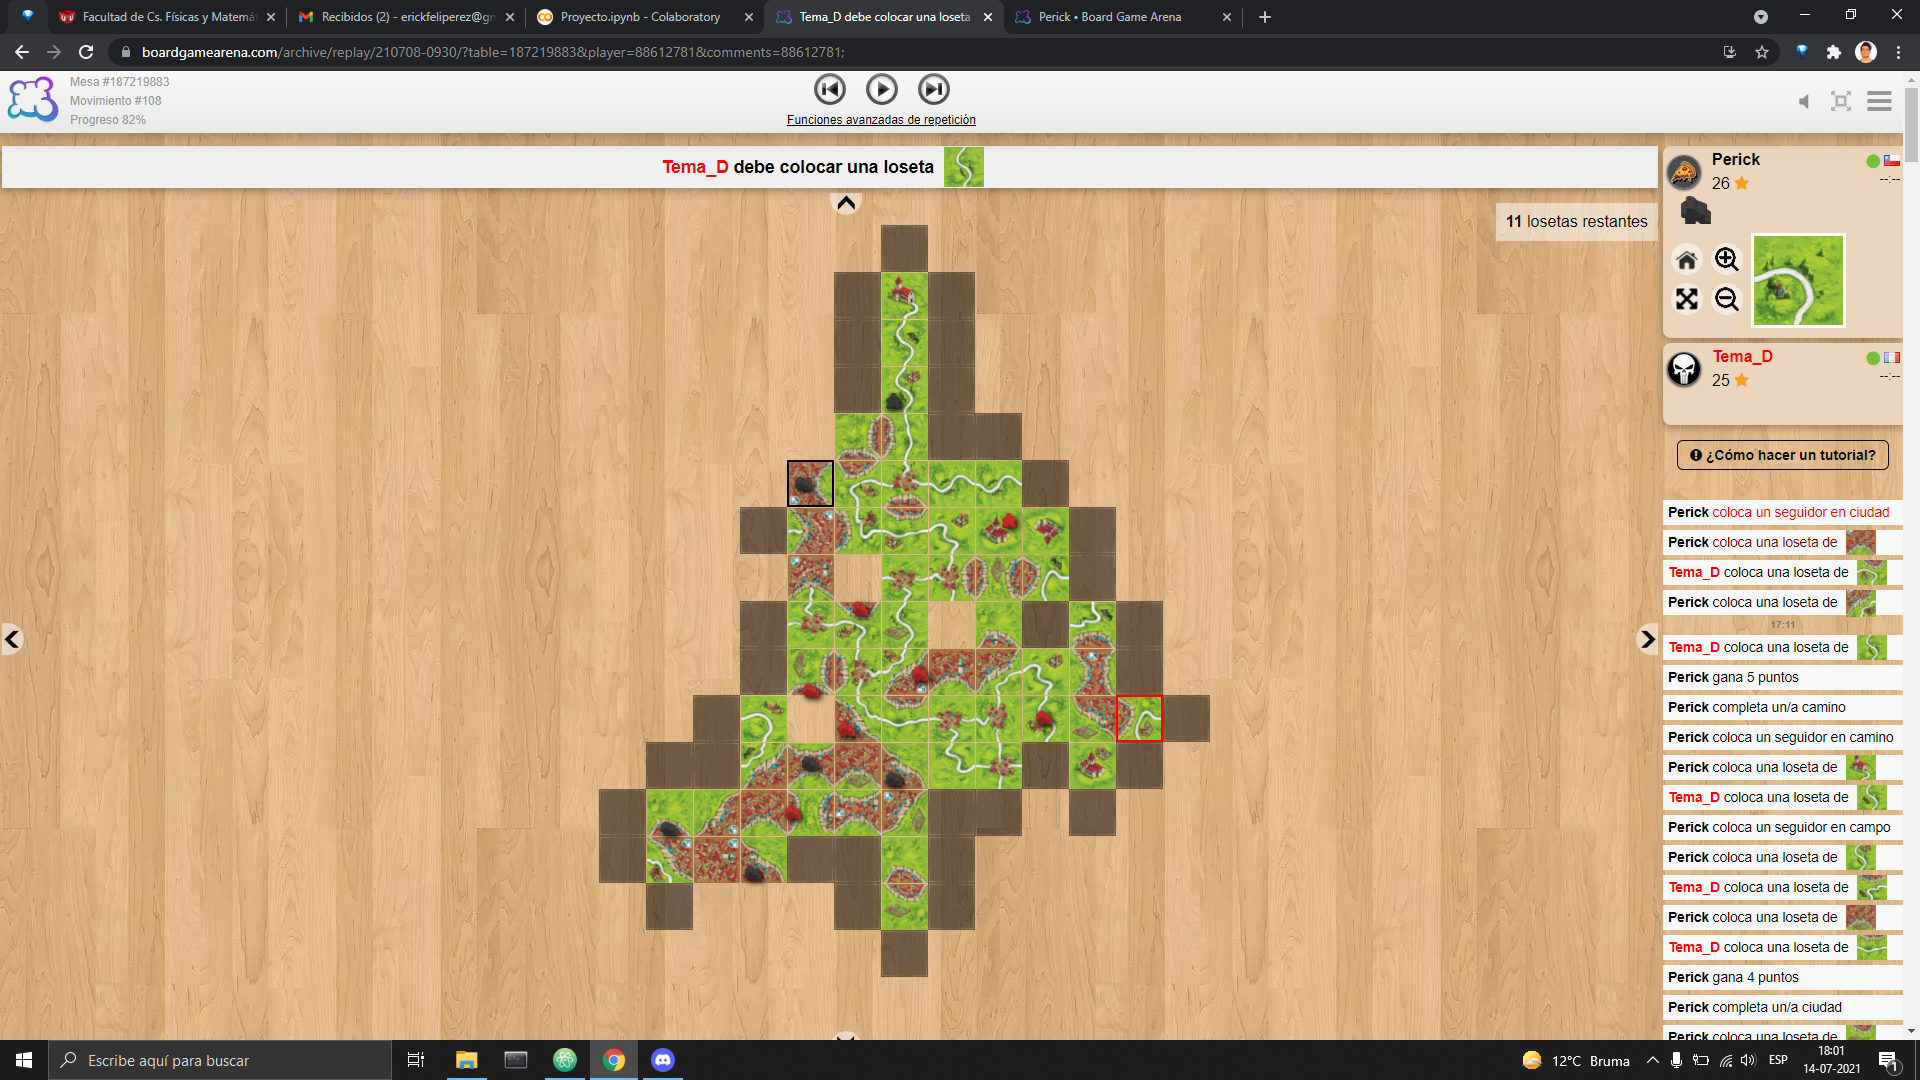 Facultad de Cs. Físicas y Matemát
Recibidos (2) - erickfeliperez@gm
Proyecto.ipynb - Colaboratory
Tema_D debe colocar una loseta
Perick • Board Game Arena
boardgamearena.com/archive/replay/210708-0930/?table=187219883&player=88612781&comments=88612781;
Mesa #187219883
Movimiento #108
Progreso 82%
Funciones avanzadas de repetición
Tema_D debe colocar una loseta
11 losetas restantes
Perick
26
--:--
Tema_D
25
--:--
¿Cómo hacer un tutorial?
Perick coloca un seguidor en ciudad
Perick coloca una loseta de
Tema_D coloca una loseta de
Perick coloca una loseta de
17:11
Tema_D coloca una loseta de
Perick gana 5 puntos
Perick completa un/a camino
Perick coloca un seguidor en camino
Perick coloca una loseta de
Tema_D coloca una loseta de
Perick coloca un seguidor en campo
Perick coloca una loseta de
Tema_D coloca una loseta de
Perick coloca una loseta de
Tema_D coloca una loseta de
Perick gana 4 puntos
Perick completa un/a ciudad
Perick coloca una loseta de
Escribe aquí para buscar
12°C Bruma
ESP
18:01
14-07-2021
1